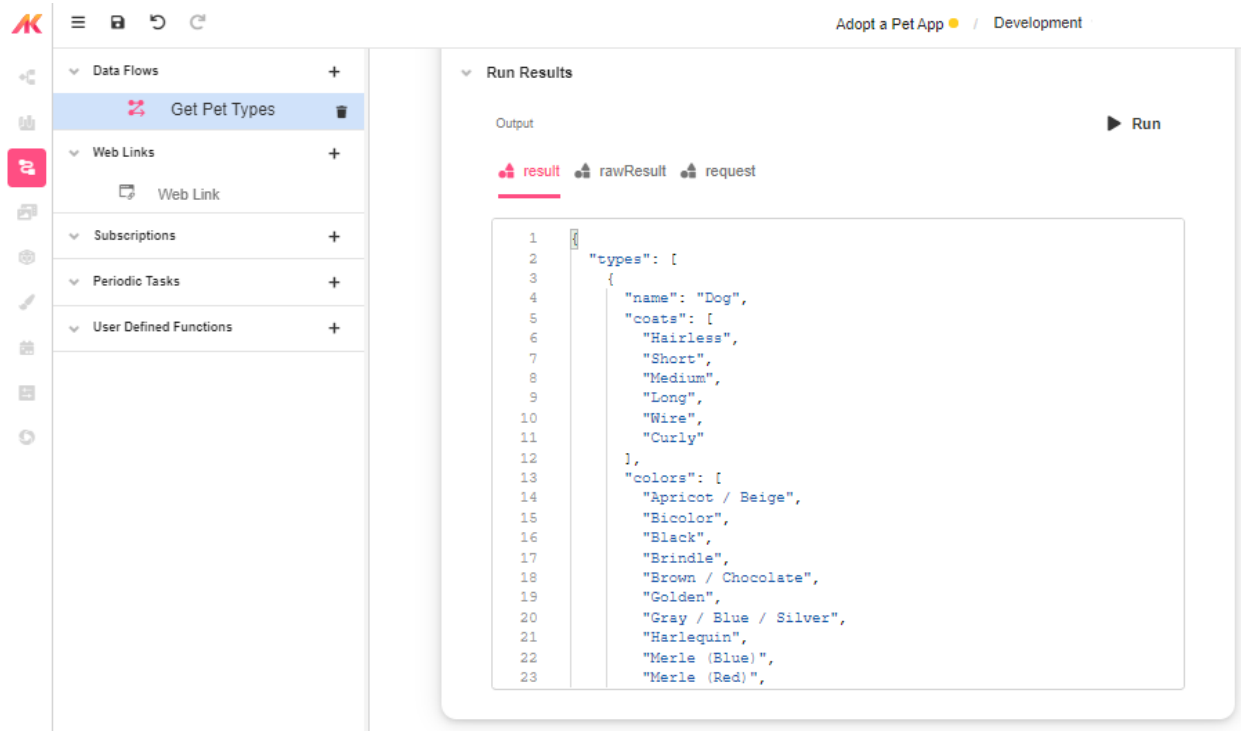 Adopt a Pet App / Development
Data Flows +
Get Pet Types
Web Links +
Web Link
Subscriptions +
Periodic Tasks +
User Defined Functions +
Run Results
Output
Run
result rawResult request
1 {
2 "types": [
3 {
4 "name": "Dog",
5 "coats": [
6 "Hairless",
7 "Short",
8 "Medium",
9 "Long",
10 "Wire",
11 "Curly"
12 ],
13 "colors": [
14 "Apricot / Beige",
15 "Bicolor",
16 "Black",
17 "Brindle",
18 "Brown / Chocolate",
19 "Golden",
20 "Gray / Blue / Silver",
21 "Harlequin",
22 "Merle (Blue)",
23 "Merle (Red)",